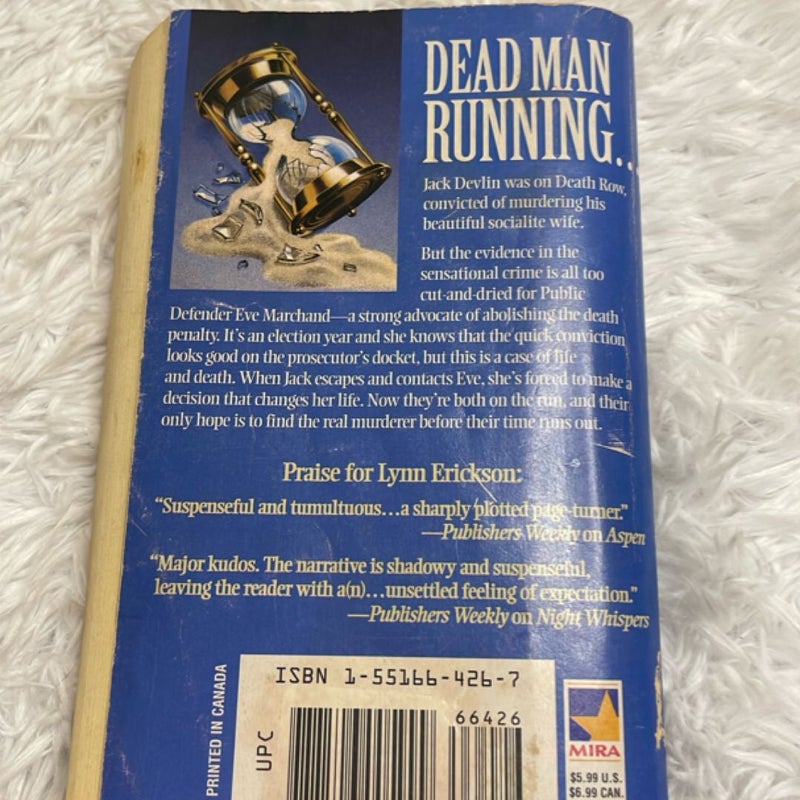 DEAD MAN
RUNNING...
Jack Devlin was on Death Row,
convicted of murdering his
beautiful socialite wife.
But the evidence in the
sensational crime is all too
cut-and-dried for Public
Defender Eve Marchand—a strong advocate of abolishing the death
penalty. It's an election year and she knows that the quick conviction
looks good on the prosecutor's docket, but this is a case of life
and death. When Jack escapes and contacts Eve, she's forced to make a
decision that changes her life. Now they're both on the run, and their
only hope is to find the real murderer before their time runs out.
Praise for Lynn Erickson:
“Suspenseful and tumultuous…a sharply plotted page-turner.”
—Publishers Weekly on Aspen
“Major kudos. The narrative is shadowy and suspenseful,
leaving the reader with a(n)…unsettled feeling of expectation.”
—Publishers Weekly on Night Whispers
PRINTED IN CANADA
UPC
ISBN 1-55166-426-7
66426
MIRA
$5.99 U.S.
$6.99 CAN.